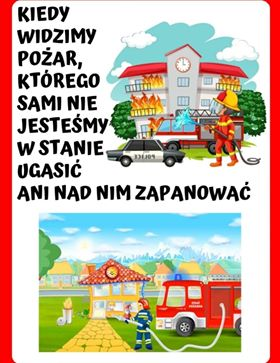 KIEDY
WIDZIMY
POŻAR,
KTÓREGO
SAMI NIE
JESTEŚMY
W STANIE
UGASIĆ
ANI NAD NIM ZAPANOWAĆ